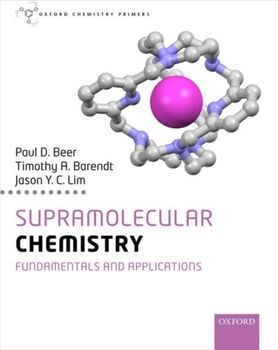 OXFORD CHEMISTRY PRIMERS
Paul D. Beer
Timothy A. Barendt
Jason Y. C. Lim
SUPRAMOLECULAR
CHEMISTRY
FUNDAMENTALS AND APPLICATIONS
OXFORD